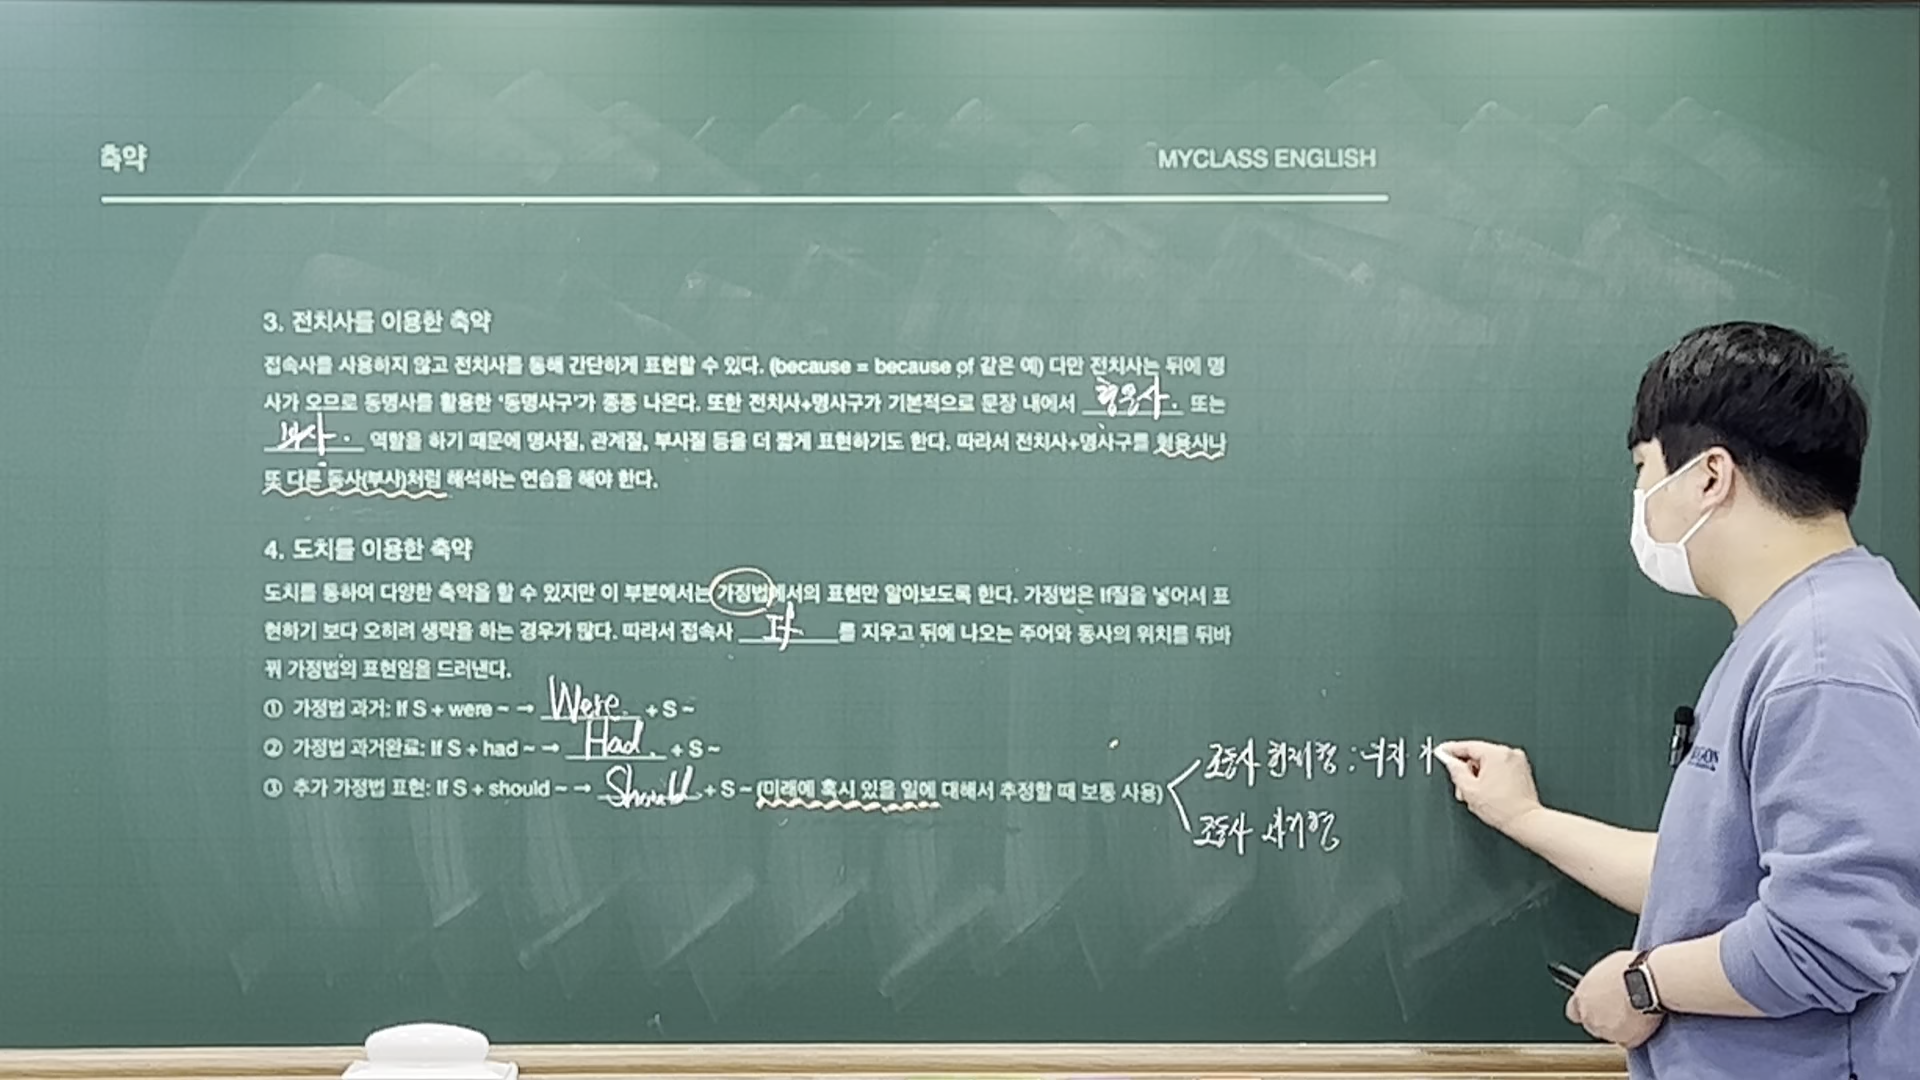 축약
MYCLASS ENGLISH
3. 전치사를 이용한 축약
접속사를 사용하지 않고 전치사를 통해 간단하게 표현할 수 있다. (because = because of 같은 예) 다만 전치사는 뒤에 명
사가 오므로 동명사를 활용한 '동명사구'가 종종 나온다. 또한 전치사+명사구가 기본적으로 문장 내에서 형용사. 또는
부사. 역할을 하기 때문에 명사절, 관계절, 부사절 등을 더 짧게 표현하기도 한다. 따라서 전치사+명사구를 형용사나
또 다른 동사(부사)처럼 해석하는 연습을 해야 한다.
4. 도치를 이용한 축약
도치를 통하여 다양한 축약을 할 수 있지만 이 부분에서는 가정법에서의 표현만 알아보도록 한다. 가정법은 If절을 넣어서 표
현하기 보다 오히려 생략을 하는 경우가 많다. 따라서 접속사 If 를 지우고 뒤에 나오는 주어와 동사의 위치를 뒤바
꿔 가정법의 표현임을 드러낸다.
① 가정법 과거: If S + were ~ → Were + S ~
② 가정법 과거완료: If S + had ~ → Had + S ~
③ 추가 가정법 표현: If S + should ~ → Should + S ~ (미래에 혹시 있을 일에 대해서 추정할 때 보통 사용)
조동사 현재형 :
조동사 과거형